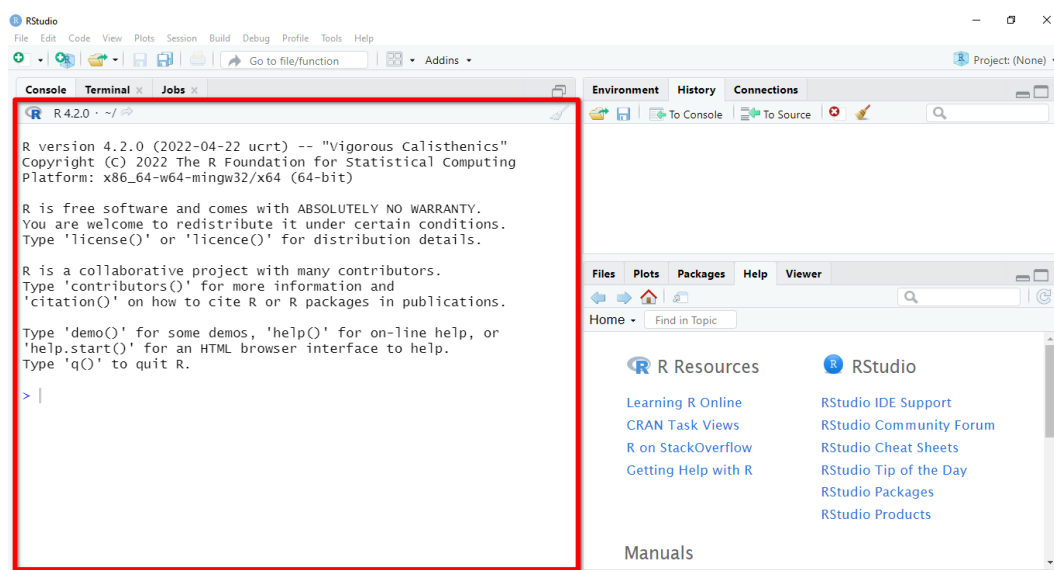 RStudio
File Edit Code View Plots Session Build Debug Profile Tools Help
Go to file/function Addins Project: (None)
Console Terminal Jobs
R 4.2.0 · ~/
R version 4.2.0 (2022-04-22 ucrt) -- "Vigorous Calisthenics"
Copyright (C) 2022 The R Foundation for Statistical Computing
Platform: x86_64-w64-mingw32/x64 (64-bit)
R is free software and comes with ABSOLUTELY NO WARRANTY.
You are welcome to redistribute it under certain conditions.
Type 'license()' or 'licence()' for distribution details.
R is a collaborative project with many contributors.
Type 'contributors()' for more information and
'citation()' on how to cite R or R packages in publications.
Type 'demo()' for some demos, 'help()' for on-line help, or
'help.start()' for an HTML browser interface to help.
Type 'q()' to quit R.
>
Environment History Connections
To Console To Source
Files Plots Packages Help Viewer
Home Find in Topic
R R Resources
Learning R Online
CRAN Task Views
R on StackOverflow
Getting Help with R
R RStudio
RStudio IDE Support
RStudio Community Forum
RStudio Cheat Sheets
RStudio Tip of the Day
RStudio Packages
RStudio Products
Manuals